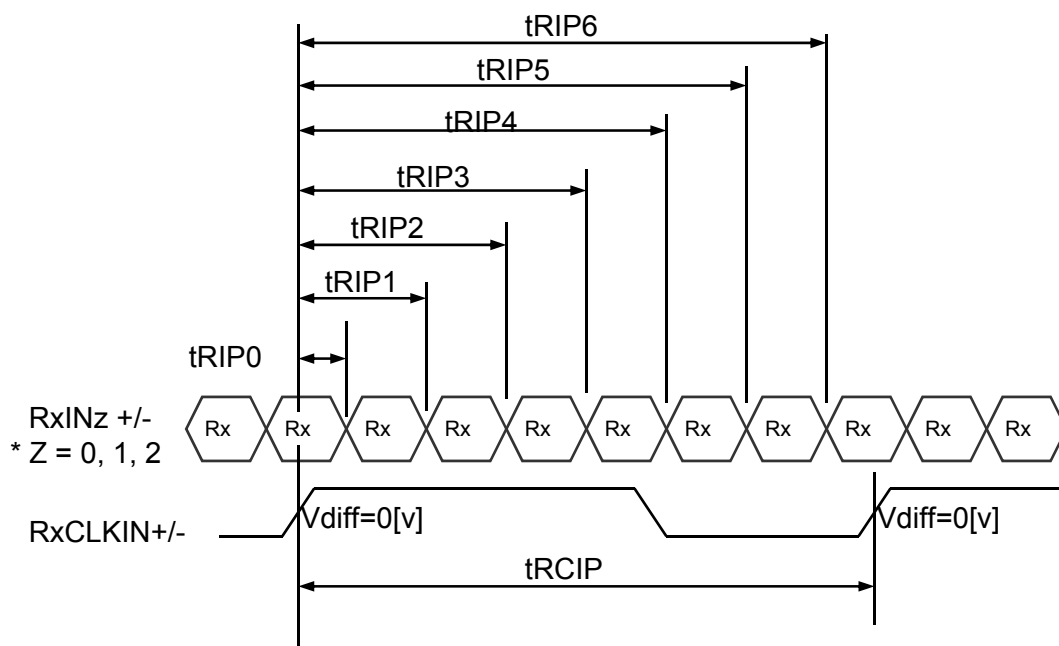 tRIP6
tRIP5
tRIP4
tRIP3
tRIP2
tRIP1
tRIP0
RxINz +/-
* Z = 0, 1, 2
Rx Rx Rx Rx Rx Rx Rx Rx Rx Rx Rx
RxCLKIN+/-
Vdiff=0[v] Vdiff=0[v]
tRCIP